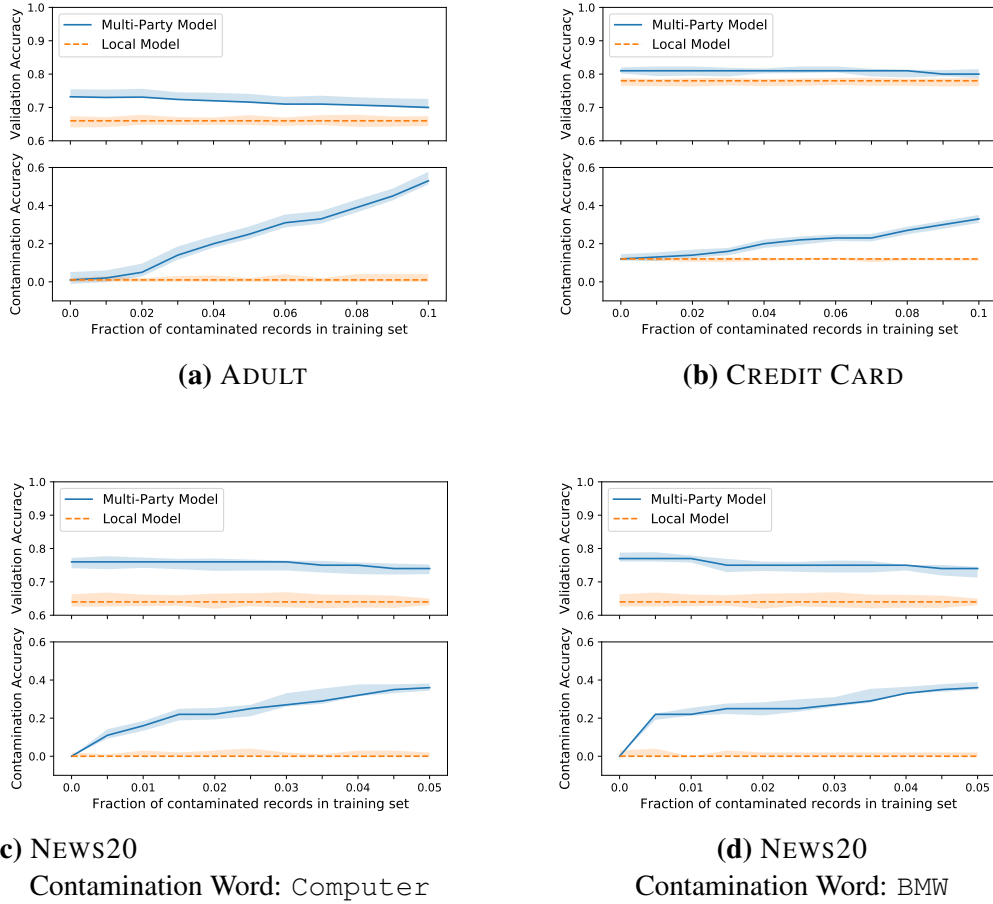 1.0
0.9
0.8
0.7
0.6
Validation Accuracy
Multi-Party Model
Local Model
0.6
0.4
0.2
0.0
Contamination Accuracy
0.0 0.02 0.04 0.06 0.08 0.1
Fraction of contaminated records in training set
(a) ADULT
1.0
0.9
0.8
0.7
0.6
Validation Accuracy
Multi-Party Model
Local Model
0.6
0.4
0.2
0.0
Contamination Accuracy
0.0 0.02 0.04 0.06 0.08 0.1
Fraction of contaminated records in training set
(b) CREDIT CARD
1.0
0.9
0.8
0.7
0.6
Validation Accuracy
Multi-Party Model
Local Model
0.6
0.4
0.2
0.0
Contamination Accuracy
0.0 0.01 0.02 0.03 0.04 0.05
Fraction of contaminated records in training set
c) NEWS20
Contamination Word: Computer
1.0
0.9
0.8
0.7
0.6
Validation Accuracy
Multi-Party Model
Local Model
0.6
0.4
0.2
0.0
Contamination Accuracy
0.0 0.01 0.02 0.03 0.04 0.05
Fraction of contaminated records in training set
(d) NEWS20
Contamination Word: BMW